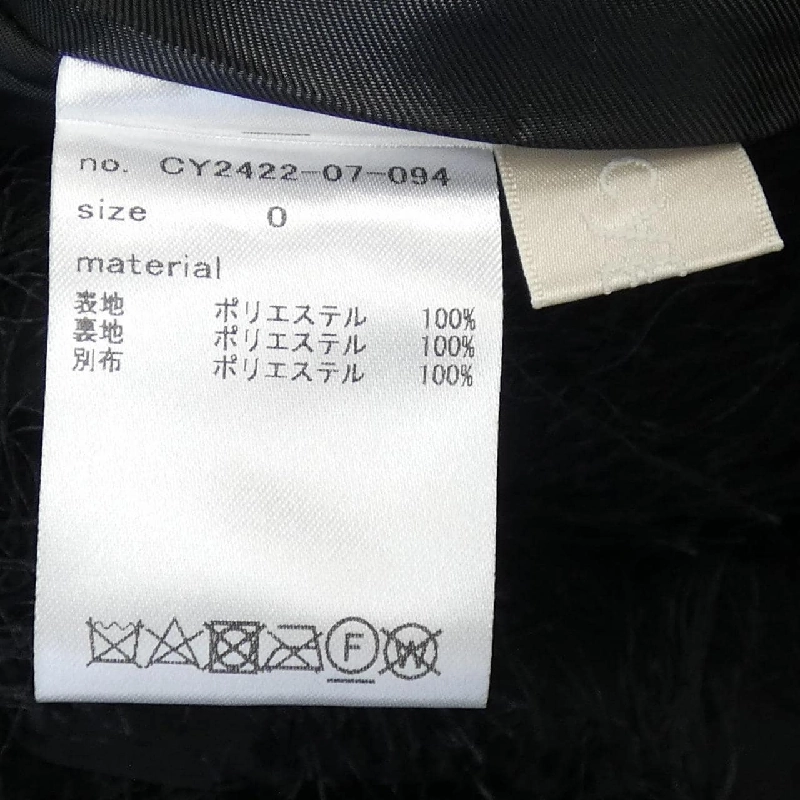 no. CY2422-07-094
size 0
material
表地 ポリエステル 100%
裏地 ポリエステル 100%
別布 ポリエステル 100%
F
W